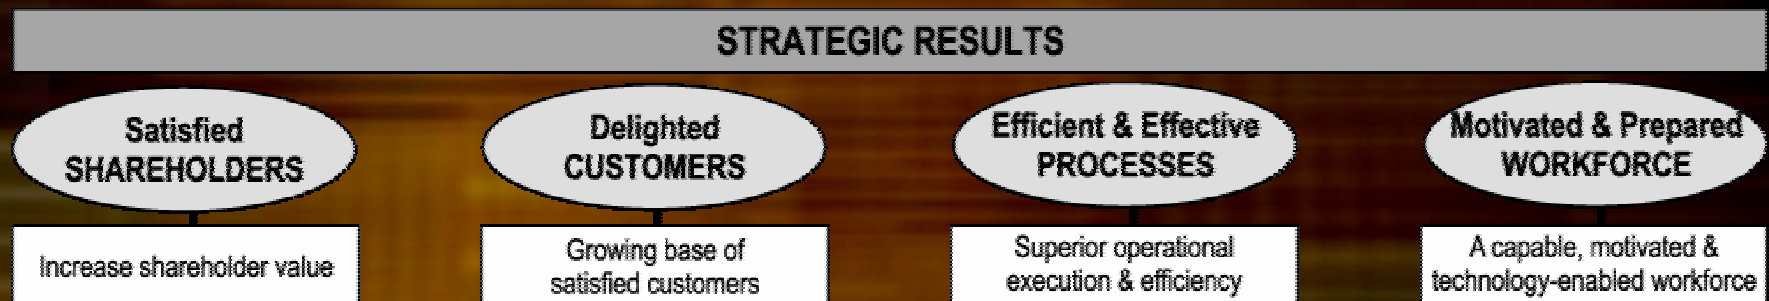 STRATEGIC RESULTS
Satisfied
SHAREHOLDERS
Delighted
CUSTOMERS
Efficient & Effective
PROCESSES
Motivated & Prepared
WORKFORCE
Increase shareholder value
Growing base of
satisfied customers
Superior operational
execution & efficiency
A capable, motivated &
technology-enabled workforce